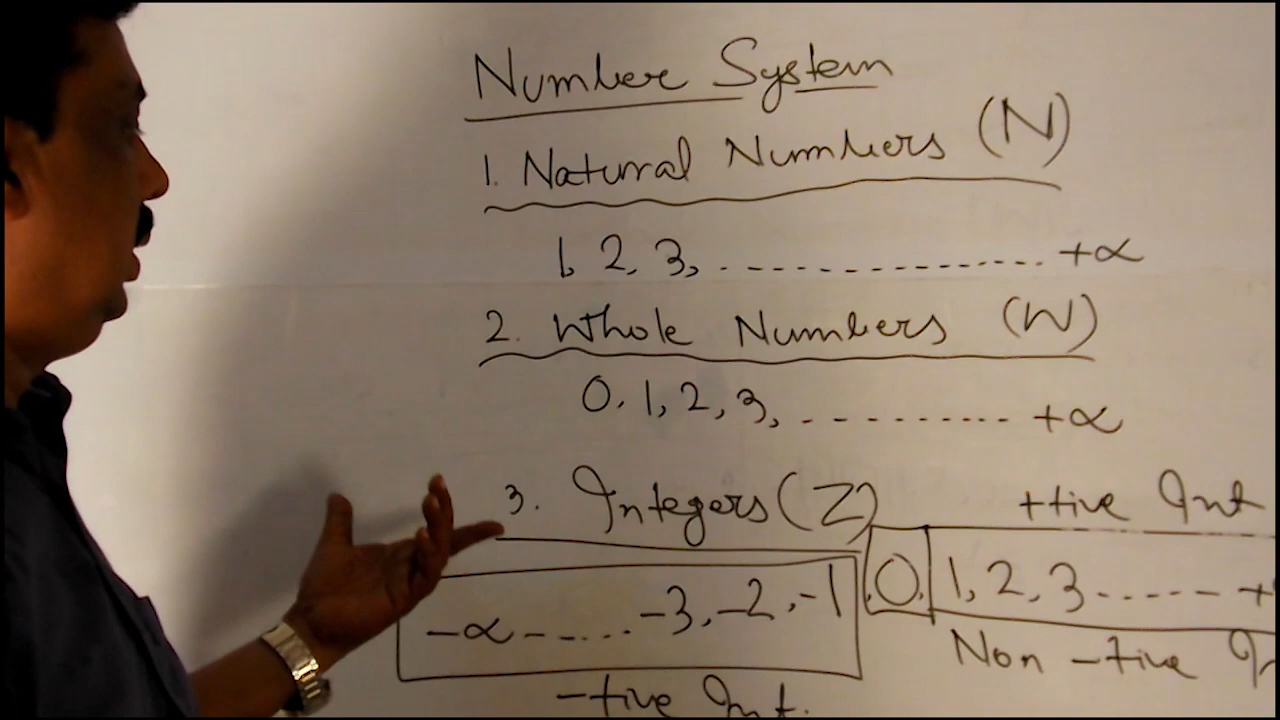 Number System
1. Natural Numbers (N)
1, 2, 3, ................ +∝
2. Whole Numbers (W)
0, 1, 2, 3, .......... +∝
3. Integers (Z)
+tive Int
-∝ ------ -3, -2, -1 0, 1, 2, 3 ------ +
Non -tive
-tive Int.